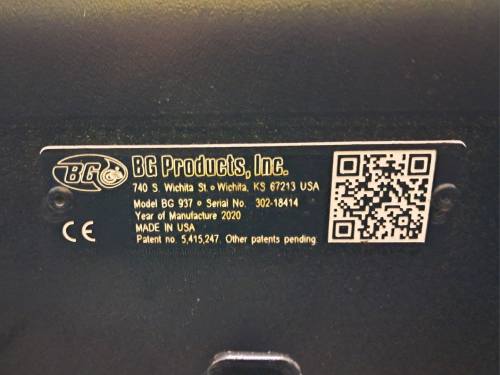 BG
BG Products, Inc.
740 S. Wichita St. • Wichita, KS 67213 USA
Model BG 937 • Serial No. 302-18414
Year of Manufacture 2020
MADE IN USA
Patent no. 5,415,247. Other patents pending.
CE